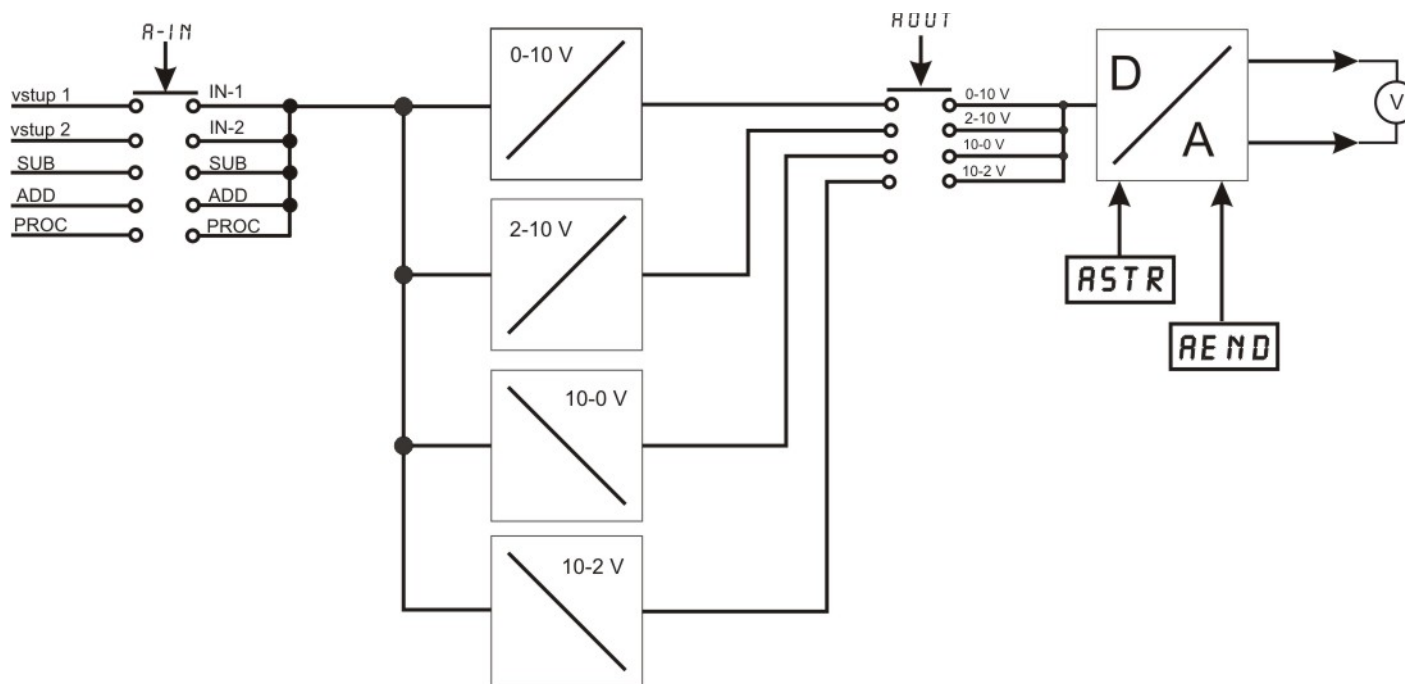 A-IN
AOUT
vstup 1
IN-1
vstup 2
IN-2
SUB
SUB
ADD
ADD
PROC
PROC
0-10 V
2-10 V
10-0 V
10-2 V
0-10 V
2-10 V
10-0 V
10-2 V
D
A
V
ASTR
AEND